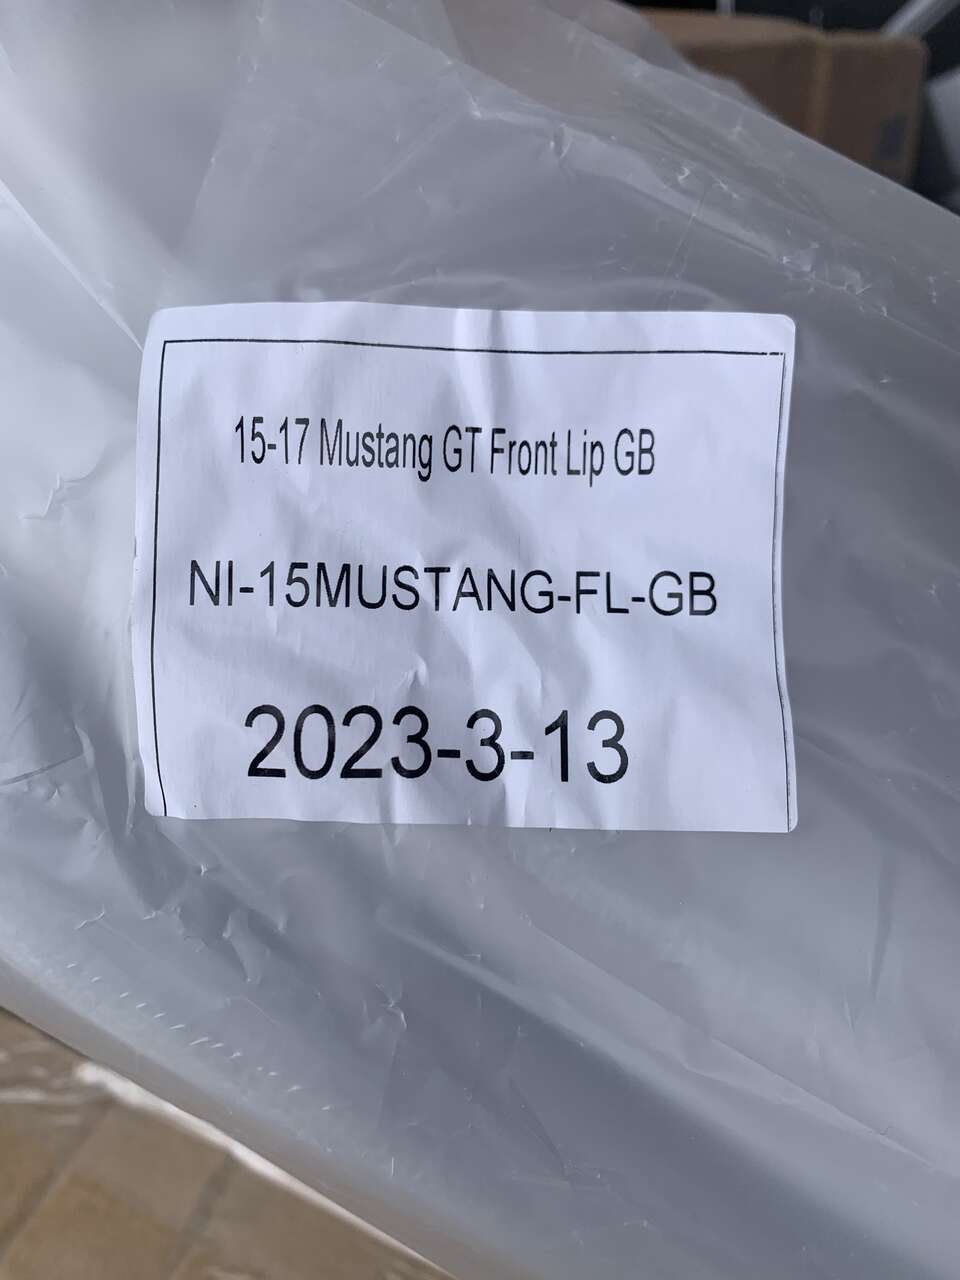 15-17 Mustang GT Front Lip GB
NI-15MUSTANG-FL-GB
2023-3-13